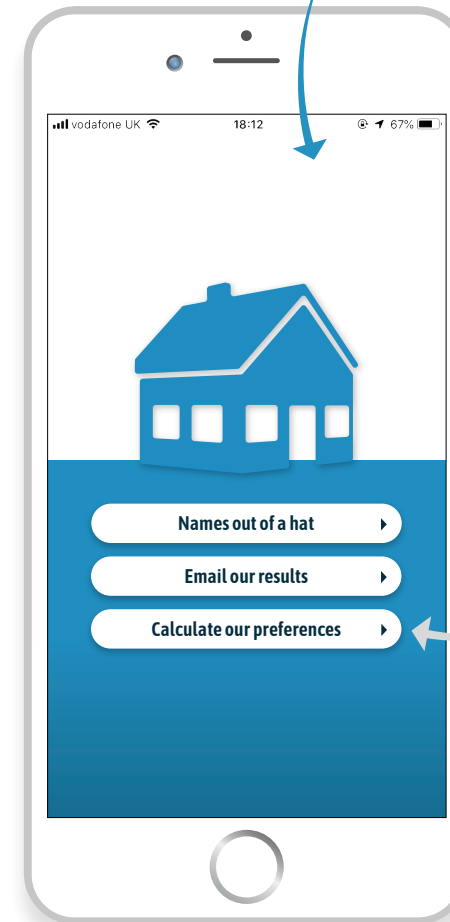 vodafone UK 18:12 67%
Names out of a hat
Email our results
Calculate our preferences